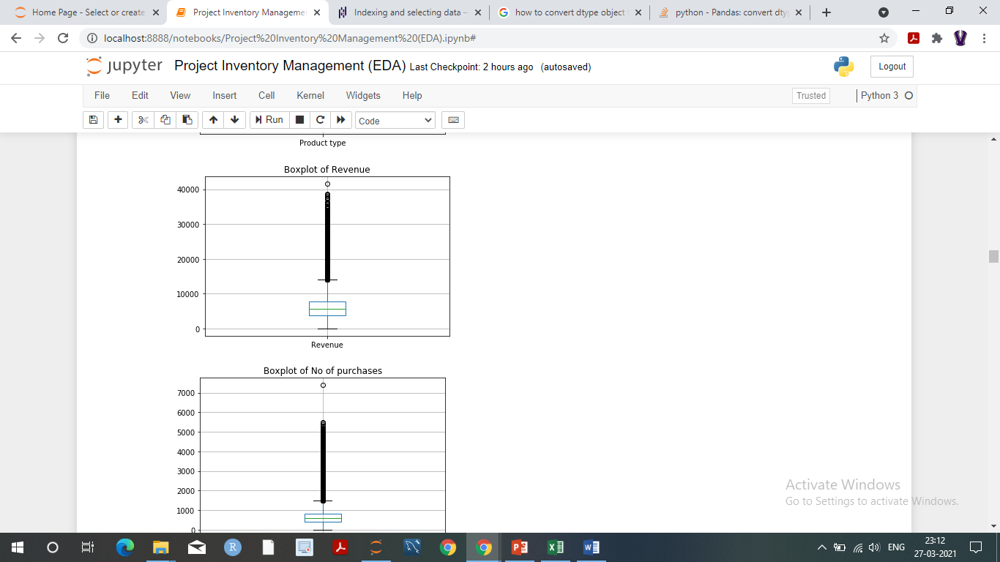 Home Page - Select or create
Project Inventory Manageme
Indexing and selecting data –
how to convert dtype object
python - Pandas: convert dty
localhost:8888/notebooks/Project%20Inventory%20Management%20(EDA).ipynb#
jupyter Project Inventory Management (EDA) Last Checkpoint: 2 hours ago (autosaved)
Logout
File Edit View Insert Cell Kernel Widgets Help
Trusted Python 3
Run Code
Product type
Boxplot of Revenue
40000
30000
20000
10000
0
Revenue
Boxplot of No of purchases
7000
6000
5000
4000
3000
2000
1000
0
Activate Windows
Go to Settings to activate Windows.
R
ENG
23:12
27-03-2021